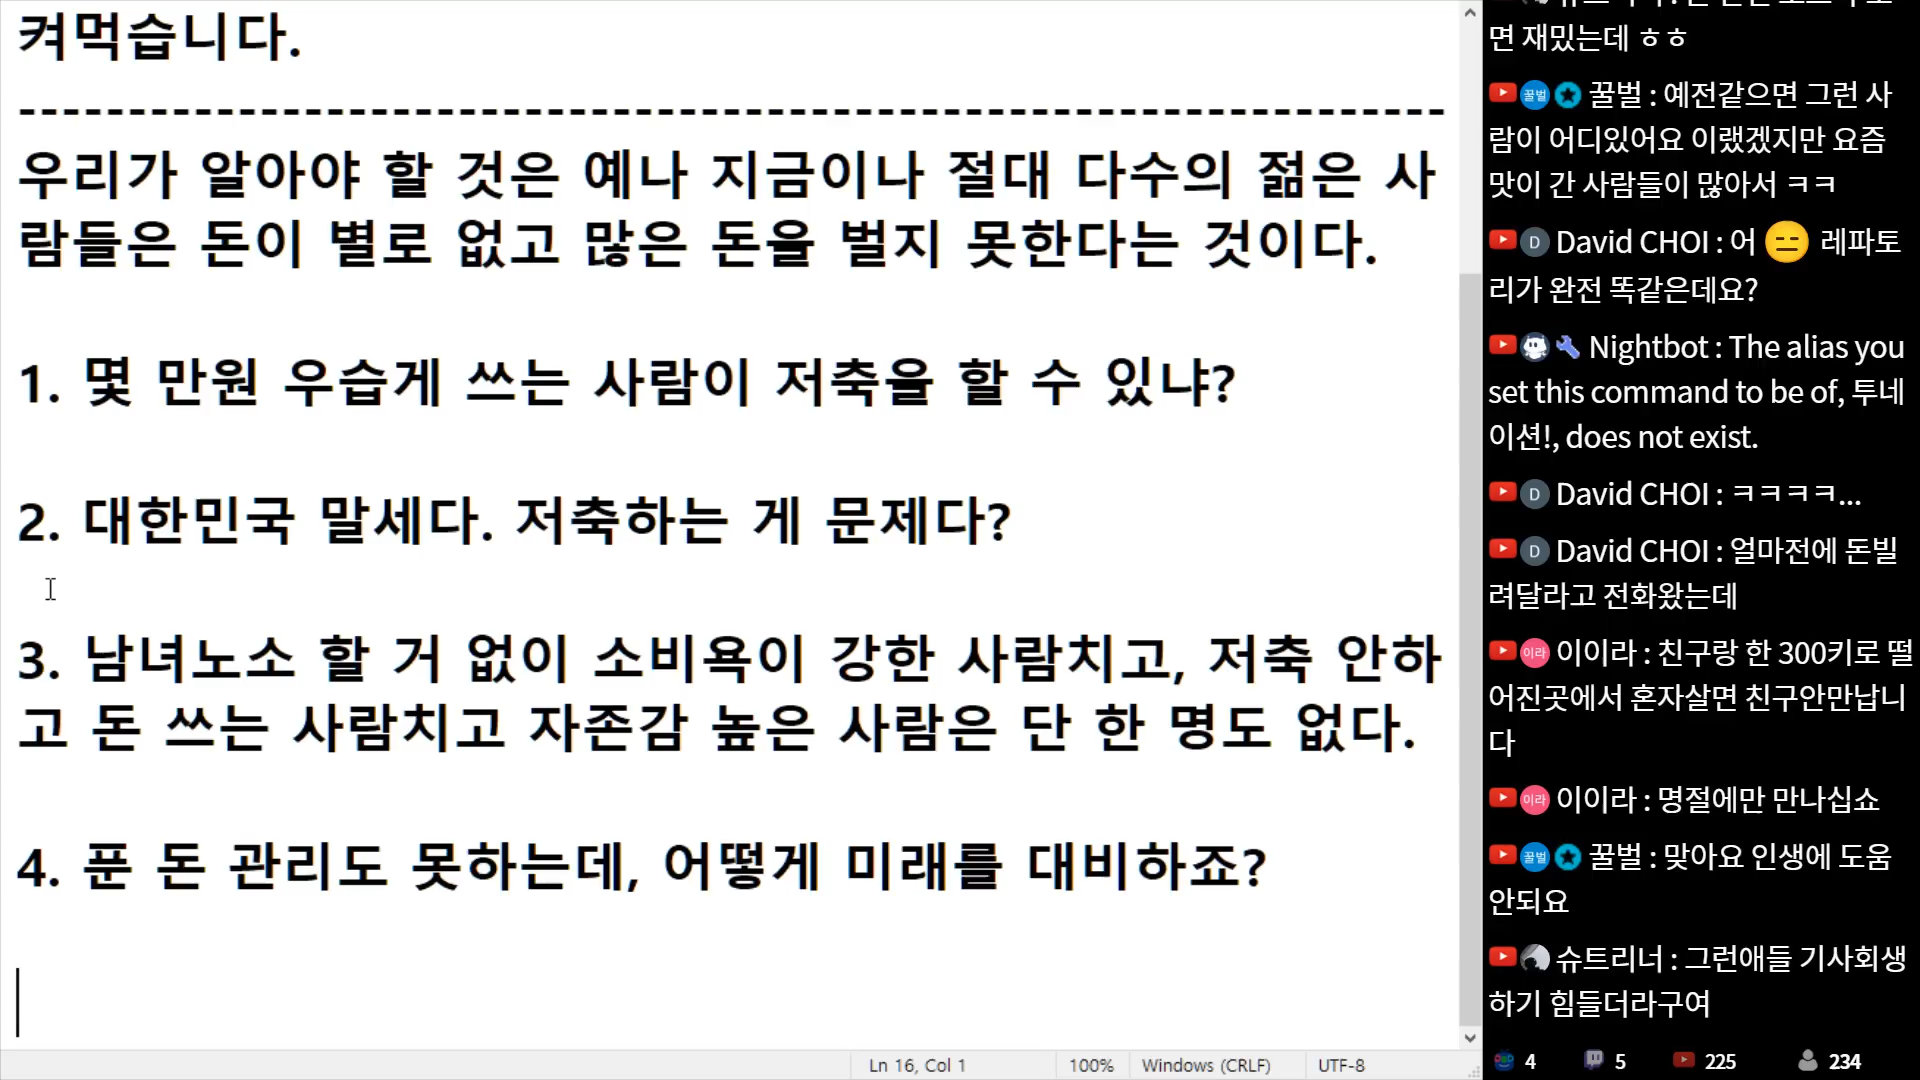 켜먹습니다.
------------------------------------------------------------------
우리가 알아야 할 것은 예나 지금이나 절대 다수의 젊은 사
람들은 돈이 별로 없고 많은 돈을 벌지 못한다는 것이다.
1. 몇 만원 우습게 쓰는 사람이 저축을 할 수 있냐?
2. 대한민국 말세다. 저축하는 게 문제다?
3. 남녀노소 할 거 없이 소비욕이 강한 사람치고, 저축 안하
고 돈 쓰는 사람치고 자존감 높은 사람은 단 한 명도 없다.
4. 푼 돈 관리도 못하는데, 어떻게 미래를 대비하죠?
Ln 16, Col 1 100% Windows (CRLF) UTF-8
면 재밌는데 ㅎㅎ
꿀벌 꿀벌 : 예전같으면 그런 사
람이 어디있어요 이랬겠지만 요즘
맛이 간 사람들이 많아서 ㅋㅋ
D David CHOI : 어 😑 레파토
리가 완전 똑같은데요?
Nightbot : The alias you
set this command to be of, 투네
이션!, does not exist.
D David CHOI : ㅋㅋㅋㅋ...
D David CHOI : 얼마전에 돈빌
려달라고 전화왔는데
이라 이이라 : 친구랑 한 300키로 떨
어진곳에서 혼자살면 친구안만납니
다
이라 이이라 : 명절에만 만나십쇼
꿀벌 꿀벌 : 맞아요 인생에 도움
안되요
슈트리너 : 그런애들 기사회생
하기 힘들더라구여
4 5 225 234